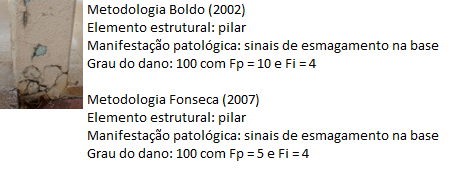 Metodologia Boldo (2002)
Elemento estrutural: pilar
Manifestação patológica: sinais de esmagamento na base
Grau do dano: 100 com Fp = 10 e Fi = 4
Metodologia Fonseca (2007)
Elemento estrutural: pilar
Manifestação patológica: sinais de esmagamento na base
Grau do dano: 100 com Fp = 5 e Fi = 4